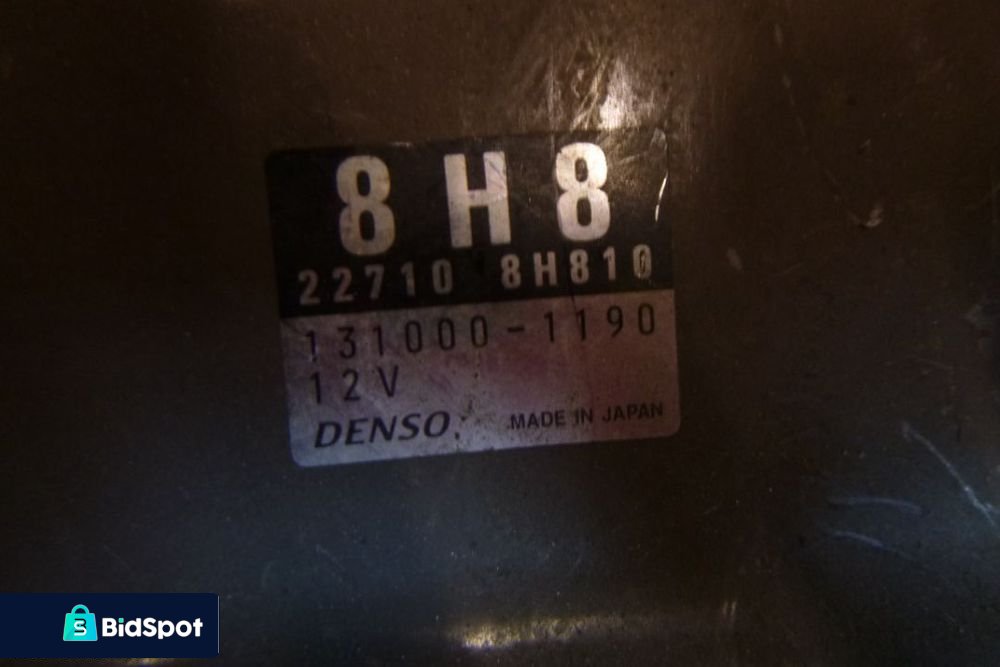 8H8
22710 8H810
131000-1190
12V
DENSO MADE IN JAPAN
BidSpot